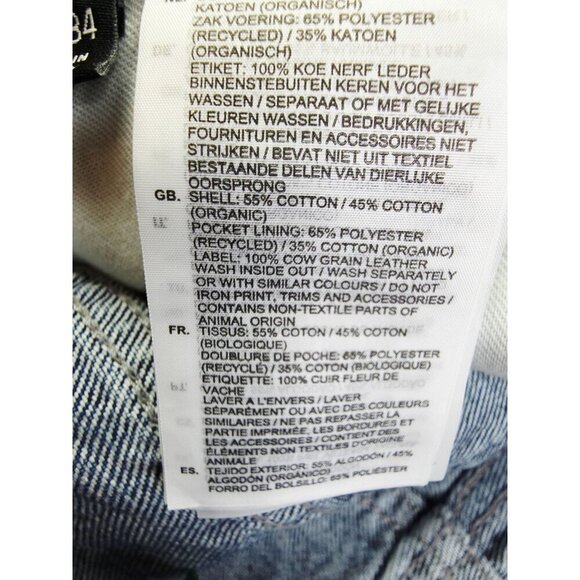 34
KATOEN (ORGANISCH)
ZAK VOERING: 65% POLYESTER
(RECYCLED) / 35% KATOEN
(ORGANISCH)
ETIKET: 100% KOE NERF LEDER
BINNENSTEBUITEN KEREN VOOR HET
WASSEN / SEPARAAT OF MET GELIJKE
KLEUREN WASSEN / BEDRUKKINGEN,
FOURNITUREN EN ACCESSOIRES NIET
STRIJKEN / BEVAT NIET UIT TEXTIEL
BESTAANDE DELEN VAN DIERLIJKE
OORSPRONG
GB. SHELL: 55% COTTON / 45% COTTON
(ORGANIC)
POCKET LINING: 65% POLYESTER
(RECYCLED) / 35% COTTON (ORGANIC)
LABEL: 100% COW GRAIN LEATHER
WASH INSIDE OUT / WASH SEPARATELY
OR WITH SIMILAR COLOURS / DO NOT
IRON PRINT, TRIMS AND ACCESSORIES /
CONTAINS NON-TEXTILE PARTS OF
ANIMAL ORIGIN
FR. TISSUS: 55% COTON / 45% COTON
(BIOLOGIQUE)
DOUBLURE DE POCHE: 65% POLYESTER
(RECYCLÉ) / 35% COTON (BIOLOGIQUE)
ETIQUETTE: 100% CUIR FLEUR DE
VACHE
LAVER A L'ENVERS / LAVER
SÉPARÉMENT OU AVEC DES COULEURS
SIMILAIRES / NE PAS REPASSER LA
PARTIE IMPRIMÉE, LES BORDURES ET
LES ACCESSOIRES / CONTIENT DES
ÉLÉMENTS NON TEXTILES D'ORIGINE
ANIMALE
ES. TEJIDO EXTERIOR: 55% ALGODÓN / 45%
ALGODÓN (ORGÁNICO)
FORRO DEL BOLSILLO: 65% POLIÉSTER